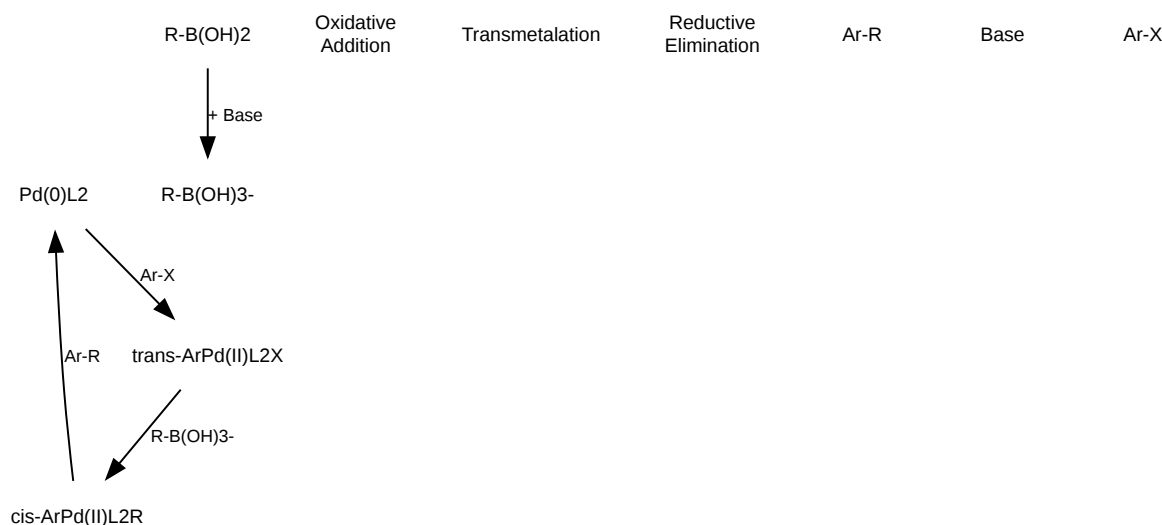 R-B(OH)2
Oxidative
Addition
Transmetalation
Reductive
Elimination
Ar-R
Base
Ar-X
+ Base
Pd(0)L2
R-B(OH)3-
Ar-X
Ar-R
trans-ArPd(II)L2X
R-B(OH)3-
cis-ArPd(II)L2R